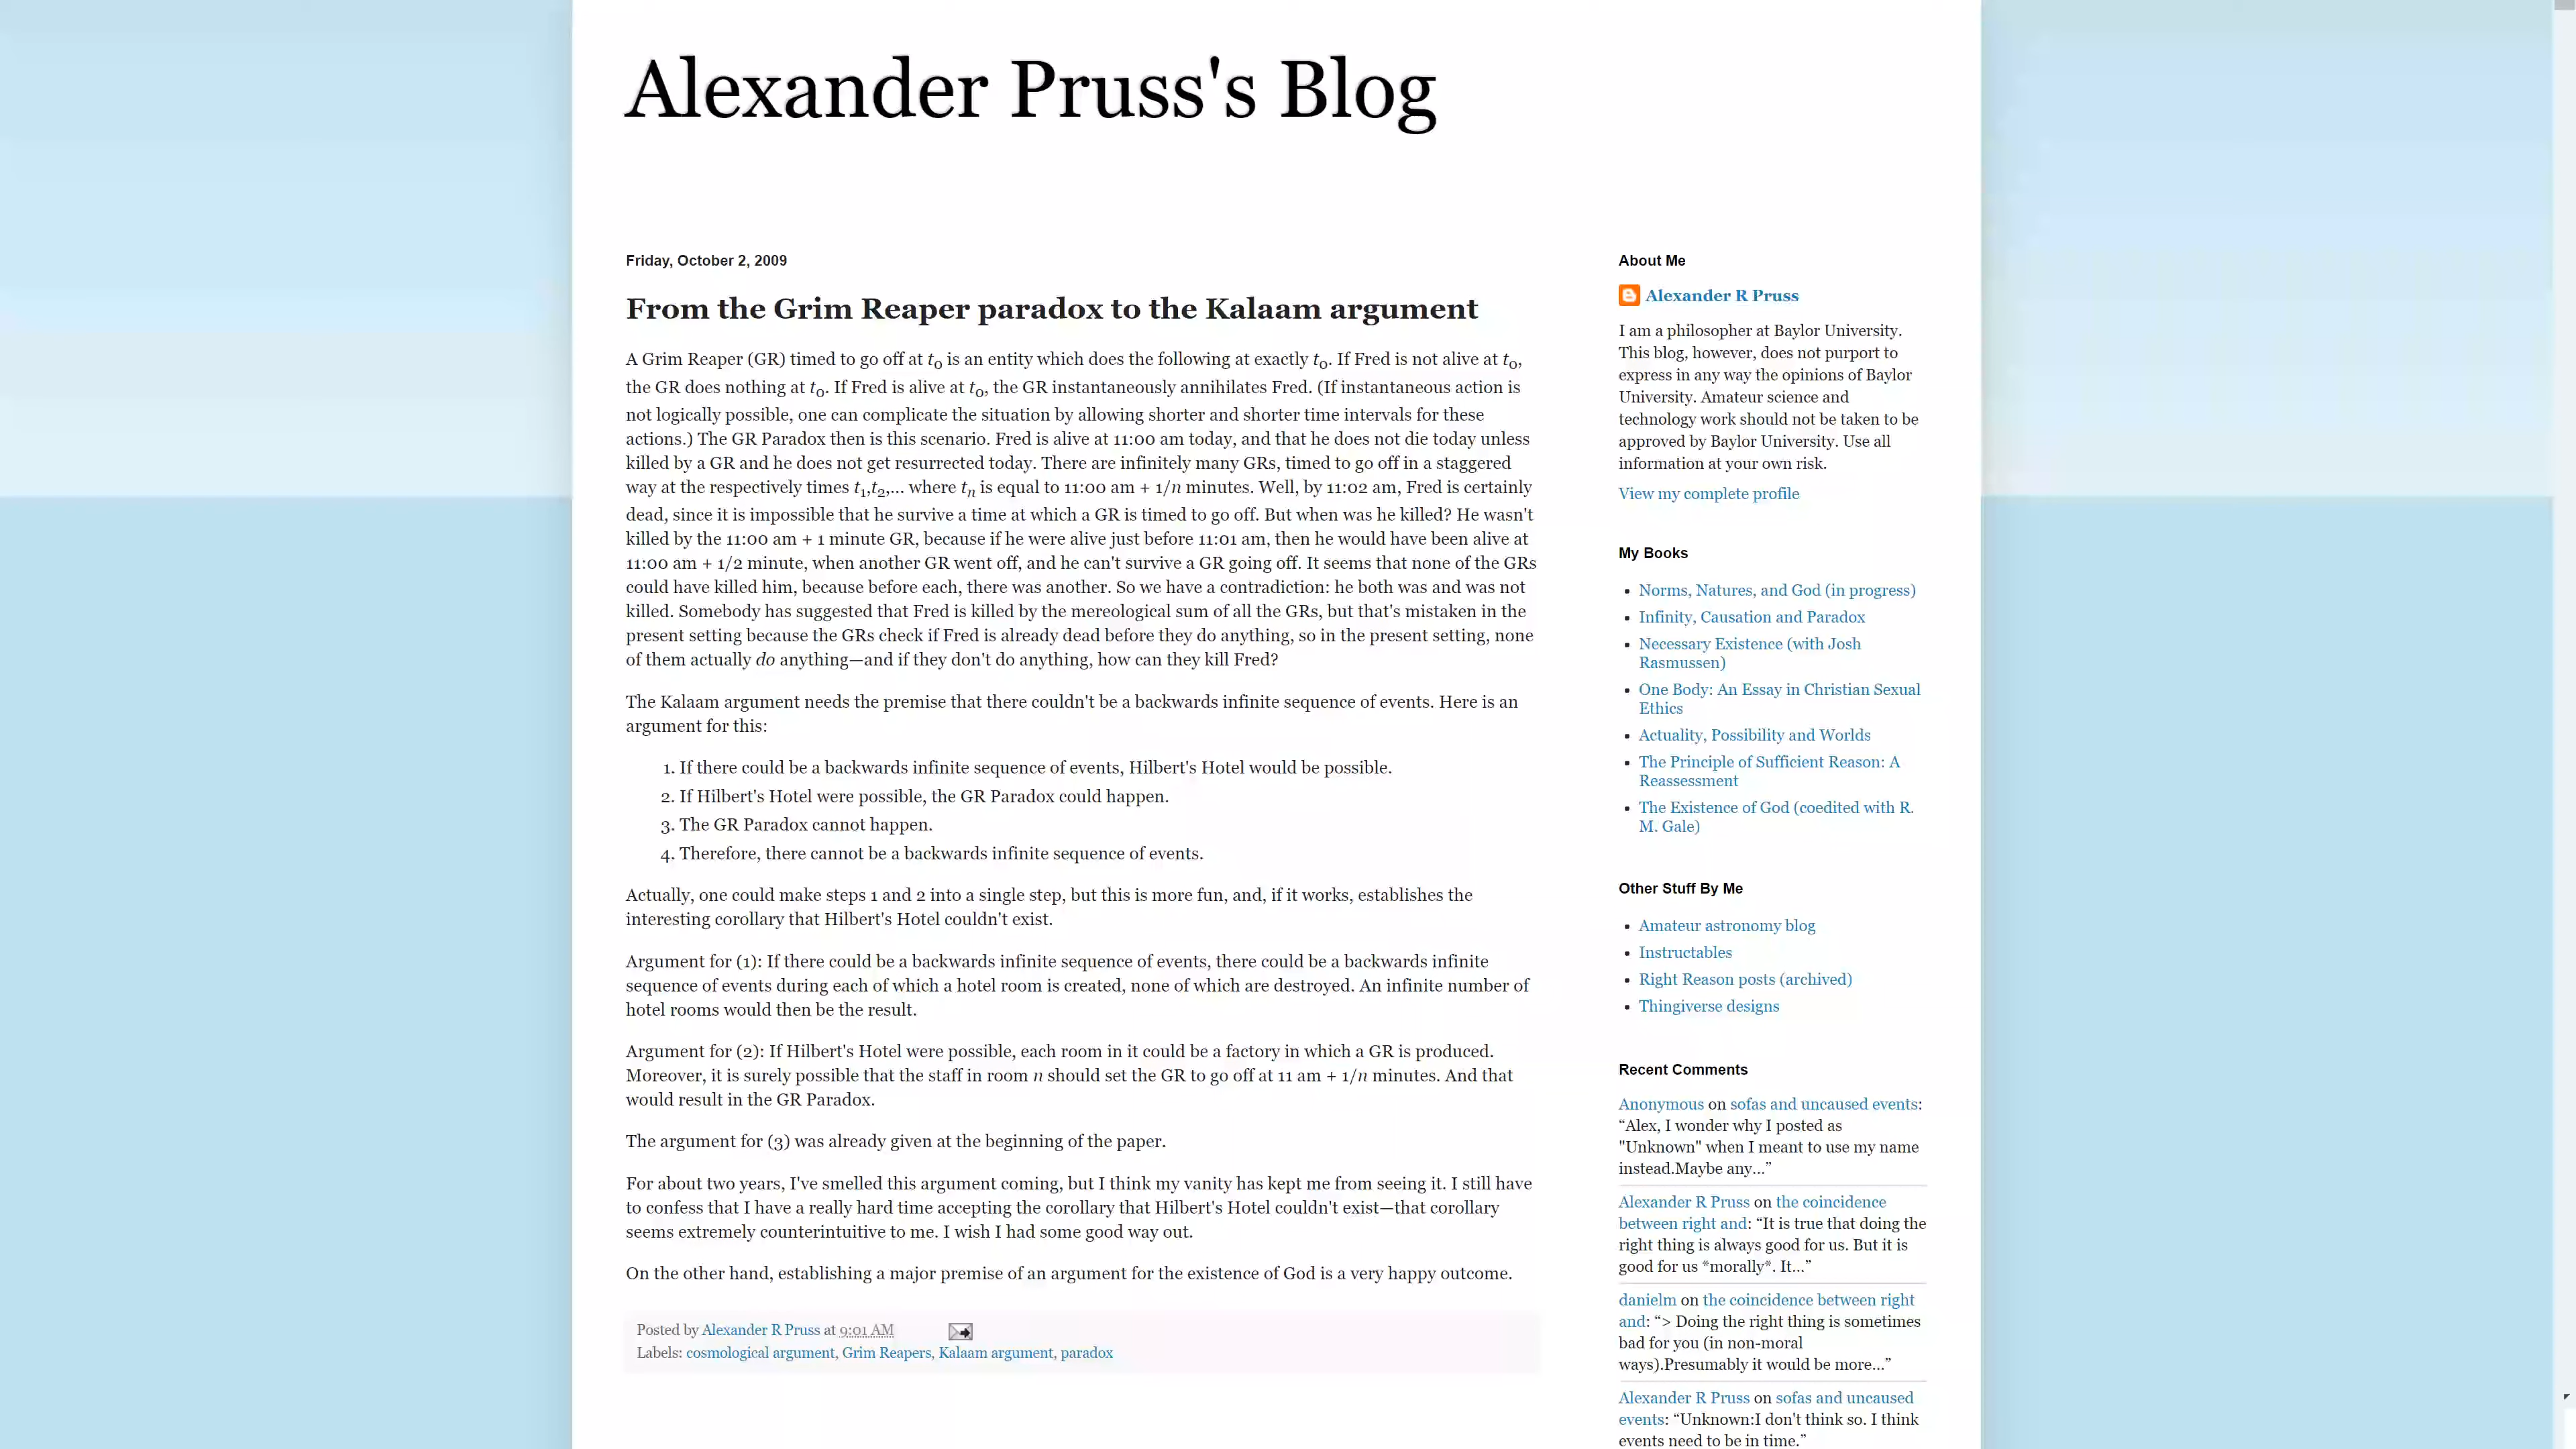 Alexander Pruss's Blog
Friday, October 2, 2009
From the Grim Reaper paradox to the Kalaam argument
A Grim Reaper (GR) timed to go off at t0 is an entity which does the following at exactly t0. If Fred is not alive at t0,
the GR does nothing at t0. If Fred is alive at t0, the GR instantaneously annihilates Fred. (If instantaneous action is
not logically possible, one can complicate the situation by allowing shorter and shorter time intervals for these
actions.) The GR Paradox then is this scenario. Fred is alive at 11:00 am today, and that he does not die today unless
killed by a GR and he does not get resurrected today. There are infinitely many GRs, timed to go off in a staggered
way at the respectively times t1,t2,... where tn is equal to 11:00 am + 1/n minutes. Well, by 11:02 am, Fred is certainly
dead, since it is impossible that he survive a time at which a GR is timed to go off. But when was he killed? He wasn't
killed by the 11:00 am + 1 minute GR, because if he were alive just before 11:01 am, then he would have been alive at
11:00 am + 1/2 minute, when another GR went off, and he can't survive a GR going off. It seems that none of the GRs
could have killed him, because before each, there was another. So we have a contradiction: he both was and was not
killed. Somebody has suggested that Fred is killed by the mereological sum of all the GRs, but that's mistaken in the
present setting because the GRs check if Fred is already dead before they do anything, so in the present setting, none
of them actually do anything—and if they don't do anything, how can they kill Fred?
The Kalaam argument needs the premise that there couldn't be a backwards infinite sequence of events. Here is an
argument for this:
1. If there could be a backwards infinite sequence of events, Hilbert's Hotel would be possible.
2. If Hilbert's Hotel were possible, the GR Paradox could happen.
3. The GR Paradox cannot happen.
4. Therefore, there cannot be a backwards infinite sequence of events.
Actually, one could make steps 1 and 2 into a single step, but this is more fun, and, if it works, establishes the
interesting corollary that Hilbert's Hotel couldn't exist.
Argument for (1): If there could be a backwards infinite sequence of events, there could be a backwards infinite
sequence of events during each of which a hotel room is created, none of which are destroyed. An infinite number of
hotel rooms would then be the result.
Argument for (2): If Hilbert's Hotel were possible, each room in it could be a factory in which a GR is produced.
Moreover, it is surely possible that the staff in room n should set the GR to go off at 11 am + 1/n minutes. And that
would result in the GR Paradox.
The argument for (3) was already given at the beginning of the paper.
For about two years, I've smelled this argument coming, but I think my vanity has kept me from seeing it. I still have
to confess that I have a really hard time accepting the corollary that Hilbert's Hotel couldn't exist—that corollary
seems extremely counterintuitive to me. I wish I had some good way out.
On the other hand, establishing a major premise of an argument for the existence of God is a very happy outcome.
Posted by Alexander R Pruss at 9:01 AM
Labels: cosmological argument, Grim Reapers, Kalaam argument, paradox
About Me
Alexander R Pruss
I am a philosopher at Baylor University.
This blog, however, does not purport to
express in any way the opinions of Baylor
University. Amateur science and
technology work should not be taken to be
approved by Baylor University. Use all
information at your own risk.
View my complete profile
My Books
Norms, Natures, and God (in progress)
Infinity, Causation and Paradox
Necessary Existence (with Josh
Rasmussen)
One Body: An Essay in Christian Sexual
Ethics
Actuality, Possibility and Worlds
The Principle of Sufficient Reason: A
Reassessment
The Existence of God (coedited with R.
M. Gale)
Other Stuff By Me
Amateur astronomy blog
Instructables
Right Reason posts (archived)
Thingiverse designs
Recent Comments
Anonymous on sofas and uncaused events:
“Alex, I wonder why I posted as
"Unknown" when I meant to use my name
instead.Maybe any...”
Alexander R Pruss on the coincidence
between right and: “It is true that doing the
right thing is always good for us. But it is
good for us *morally*. It...”
danielm on the coincidence between right
and: “> Doing the right thing is sometimes
bad for you (in non-moral
ways).Presumably it would be more...”
Alexander R Pruss on sofas and uncaused
events: “Unknown:I don't think so. I think
events need to be in time.”